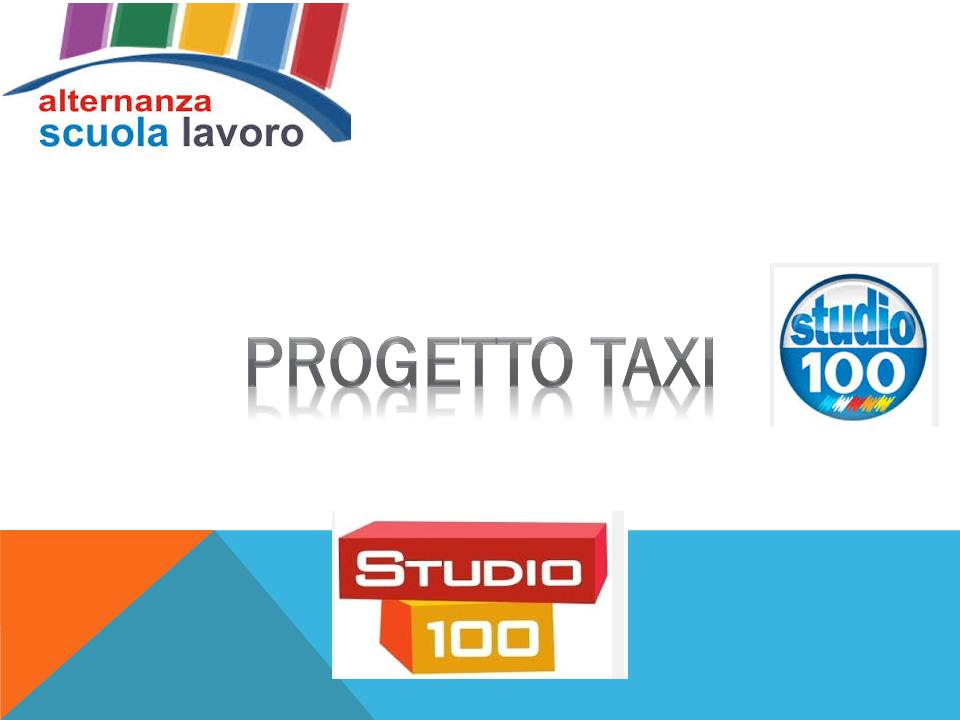 alternanza
scuola lavoro
studio
100
PROGETTO TAXI
STUDIO
100